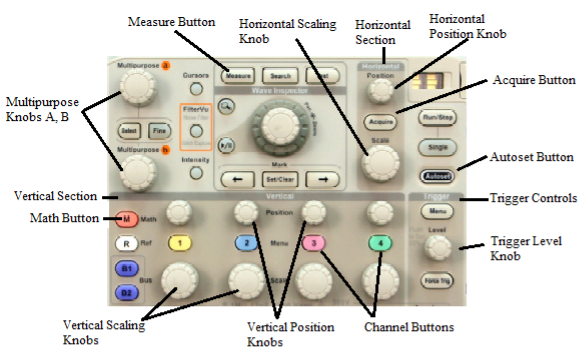 Measure Button
Horizontal Scaling
Knob
Horizontal
Section
Horizontal
Position Knob
Acquire Button
Multipurpose
Knobs A, B
Autoset Button
Vertical Section
Math Button
Trigger Controls
Trigger Level
Knob
Vertical Scaling
Knobs
Vertical Position
Knobs
Channel Buttons
Multipurpose a
Cursors
Measure
Search
Test
Wave Inspector
Horizontal
Position
FilterVu
Select
Fine
Acquire
Run/Stop
Single
Scale
Multipurpose b
Intensity
Mark
←
Set/Clear
→
Autoset
Vertical
Trigger
M Math
Position
Menu
Level
R Ref
1
2
Menu
3
4
B1
B2
Bus
Scale
Force Trig